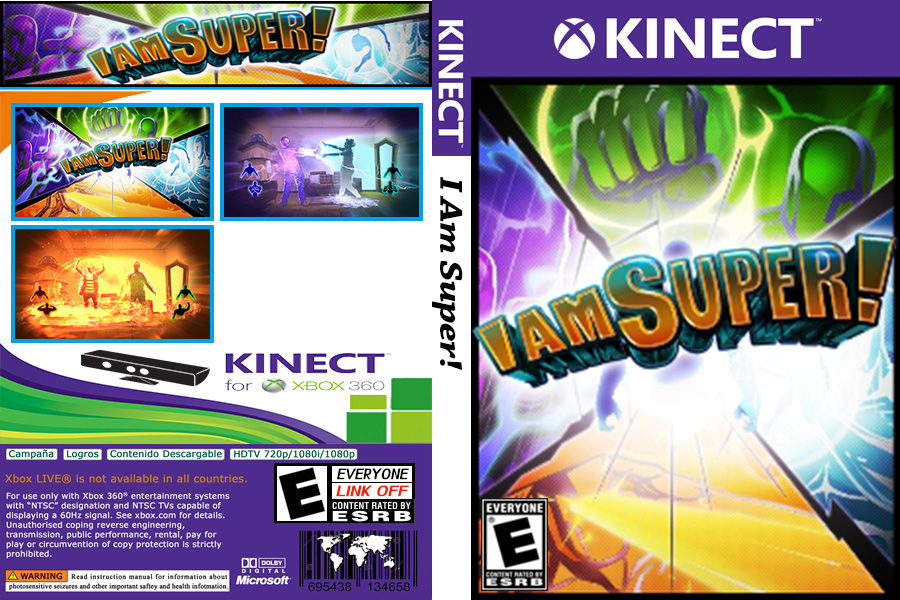 I AM SUPER!
I AM SUPER!
KINECT™
for XBOX 360
Campaña Logros Contenido Descargable HDTV 720p/1080i/1080p
Xbox LIVE® is not available in all countries.
For use only with Xbox 360® entertainment systems
with "NTSC" designation and NTSC TVs capable of
displaying a 60Hz signal. See xbox.com for details.
Unauthorised coping reverse engineering,
transmission, public performance, rental, pay for
play or circumvention of copy protection is strictly
prohibited.
WARNING Read instruction manual for information about
photosensitive seizures and other important saftey and health infotmation.
E
EVERYONE
LINK OFF
CONTENT RATED BY
ESRB
DOLBY
DIGITAL
Microsoft®
695438 134658
KINECT™
I Am Super!
KINECT™
I AM SUPER!
EVERYONE
E
CONTENT RATED BY
ESRB